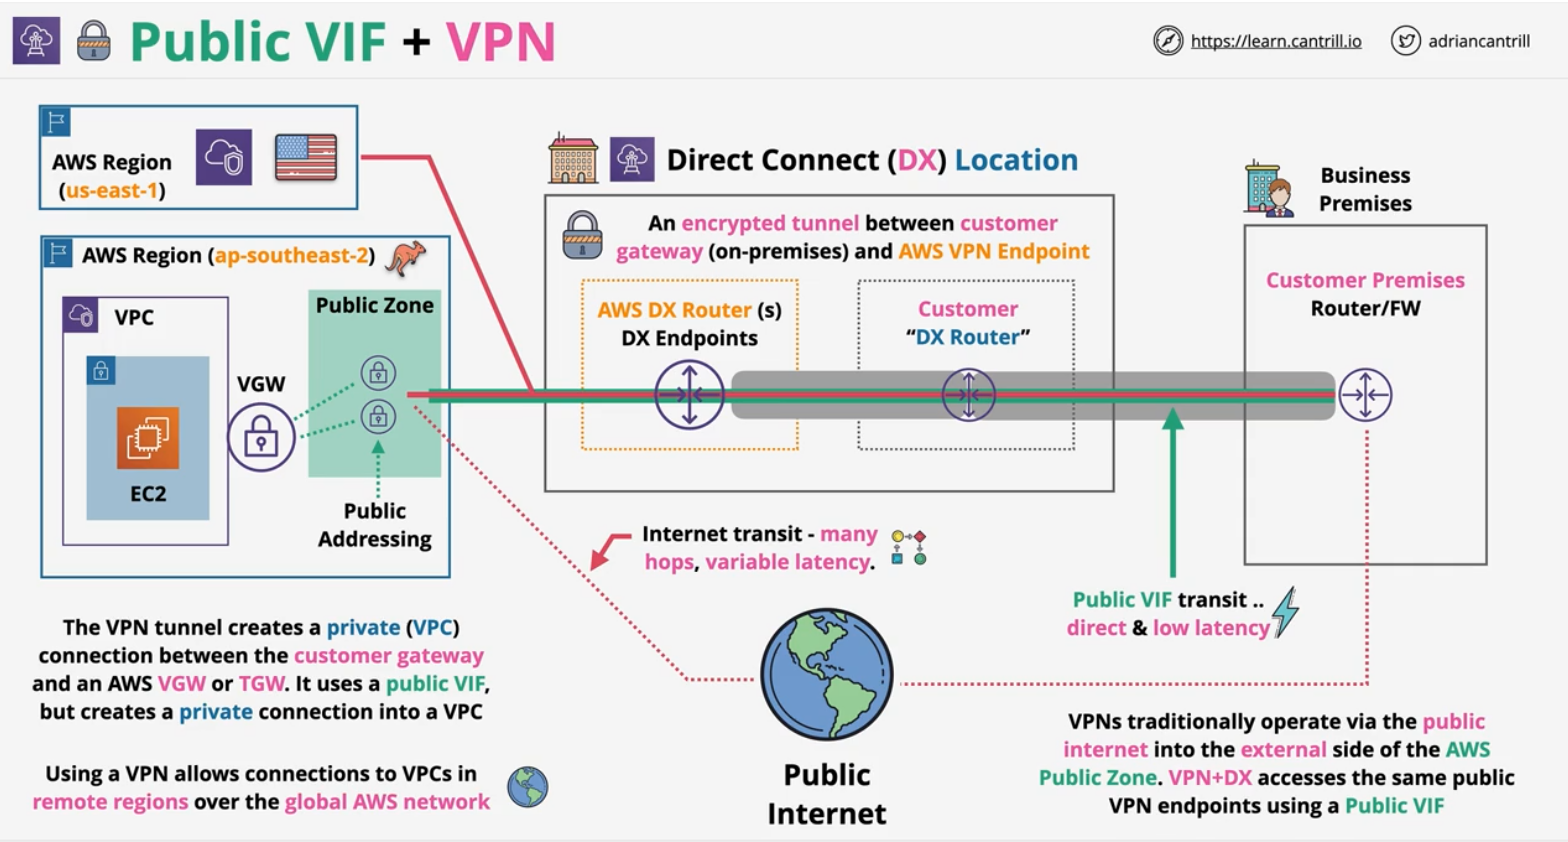 Public VIF + VPN
https://learn.cantrill.io
adriancantrill
AWS Region
(us-east-1)
AWS Region (ap-southeast-2)
VPC
EC2
VGW
Public Zone
Public
Addressing
Direct Connect (DX) Location
An encrypted tunnel between customer
gateway (on-premises) and AWS VPN Endpoint
AWS DX Router (s)
DX Endpoints
Customer
“DX Router”
Business
Premises
Customer Premises
Router/FW
Internet transit - many
hops, variable latency.
Public VIF transit ..
direct & low latency
The VPN tunnel creates a private (VPC)
connection between the customer gateway
and an AWS VGW or TGW. It uses a public VIF,
but creates a private connection into a VPC
Using a VPN allows connections to VPCs in
remote regions over the global AWS network
Public
Internet
VPNs traditionally operate via the public
internet into the external side of the AWS
Public Zone. VPN+DX accesses the same public
VPN endpoints using a Public VIF